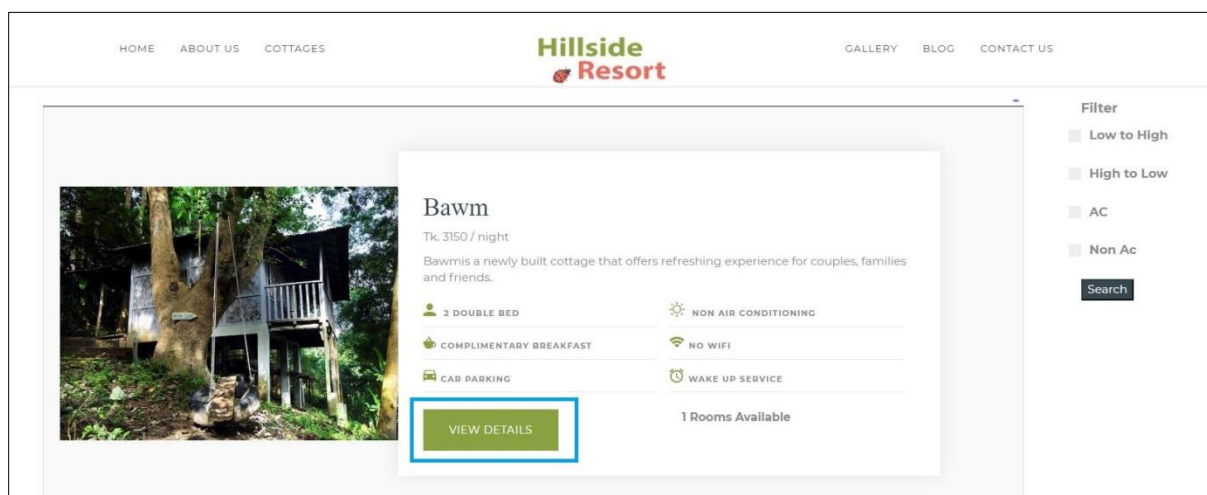 HOME ABOUT US COTTAGES
Hillside
Resort
GALLERY BLOG CONTACT US
Filter
Low to High
High to Low
AC
Non Ac
Search
Bawm
Tk. 3150 / night
Bawmis a newly built cottage that offers refreshing experience for couples, families
and friends.
2 DOUBLE BED
NON AIR CONDITIONING
COMPLIMENTARY BREAKFAST
NO WIFI
CAR PARKING
WAKE UP SERVICE
VIEW DETAILS
1 Rooms Available